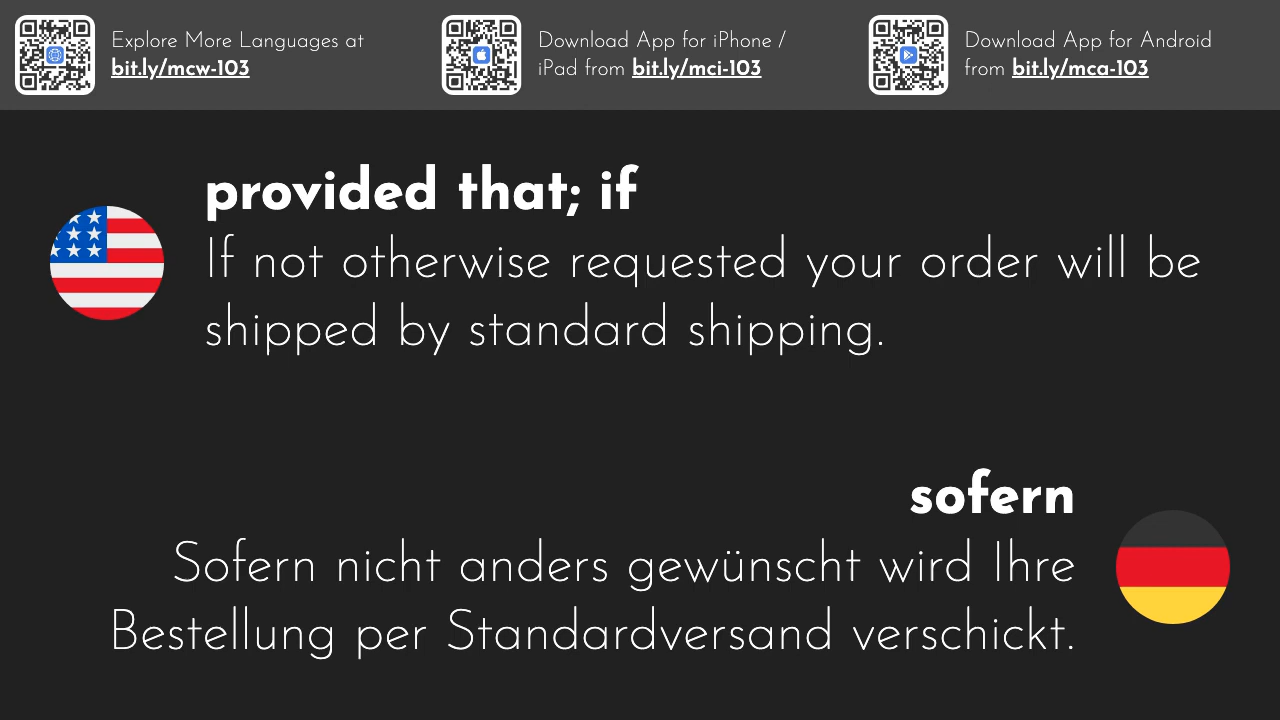 Explore More Languages at
bit.ly/mcw-103
Download App for iPhone /
iPad from bit.ly/mci-103
Download App for Android
from bit.ly/mca-103
provided that; if
If not otherwise requested your order will be
shipped by standard shipping.
sofern
Sofern nicht anders gewünscht wird Ihre
Bestellung per Standardversand verschickt.